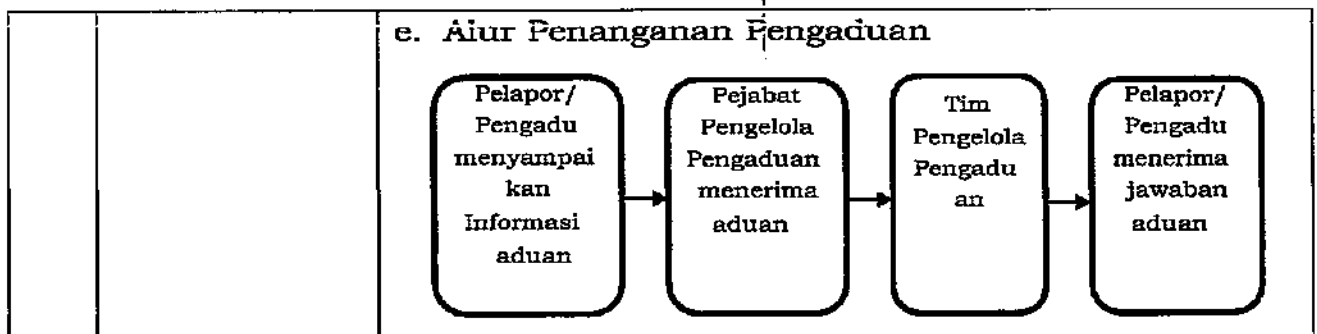 e. Alur Penanganan Pengaduan
Pelapor/
Pengadu
menyampai
kan
Informasi
aduan
Pejabat
Pengelola
Pengaduan
menerima
aduan
Tim
Pengelola
Pengadu
an
Pelapor/
Pengadu
menerima
jawaban
aduan